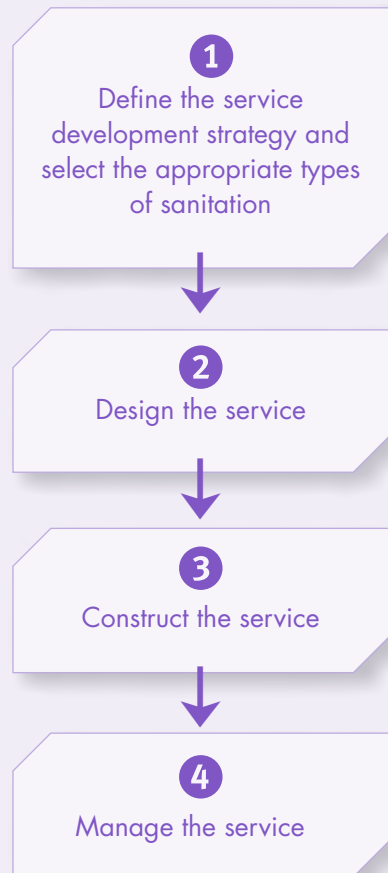 1
Define the service
development strategy and
select the appropriate types
of sanitation
2
Design the service
3
Construct the service
4
Manage the service